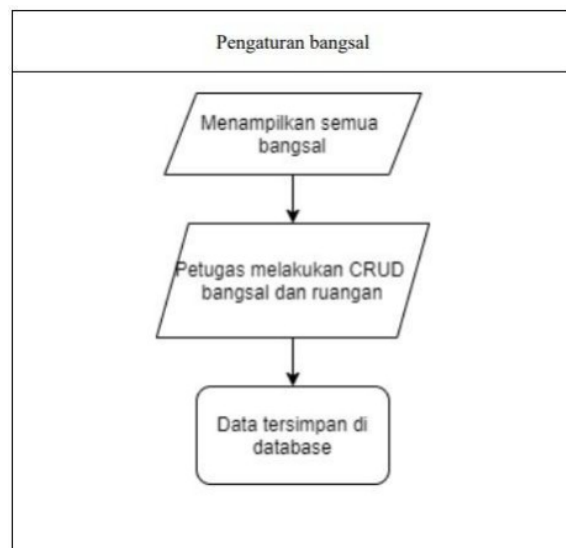 Pengaturan bangsal
Menampilkan semua
bangsal
Petugas melakukan CRUD
bangsal dan ruangan
Data tersimpan di
database